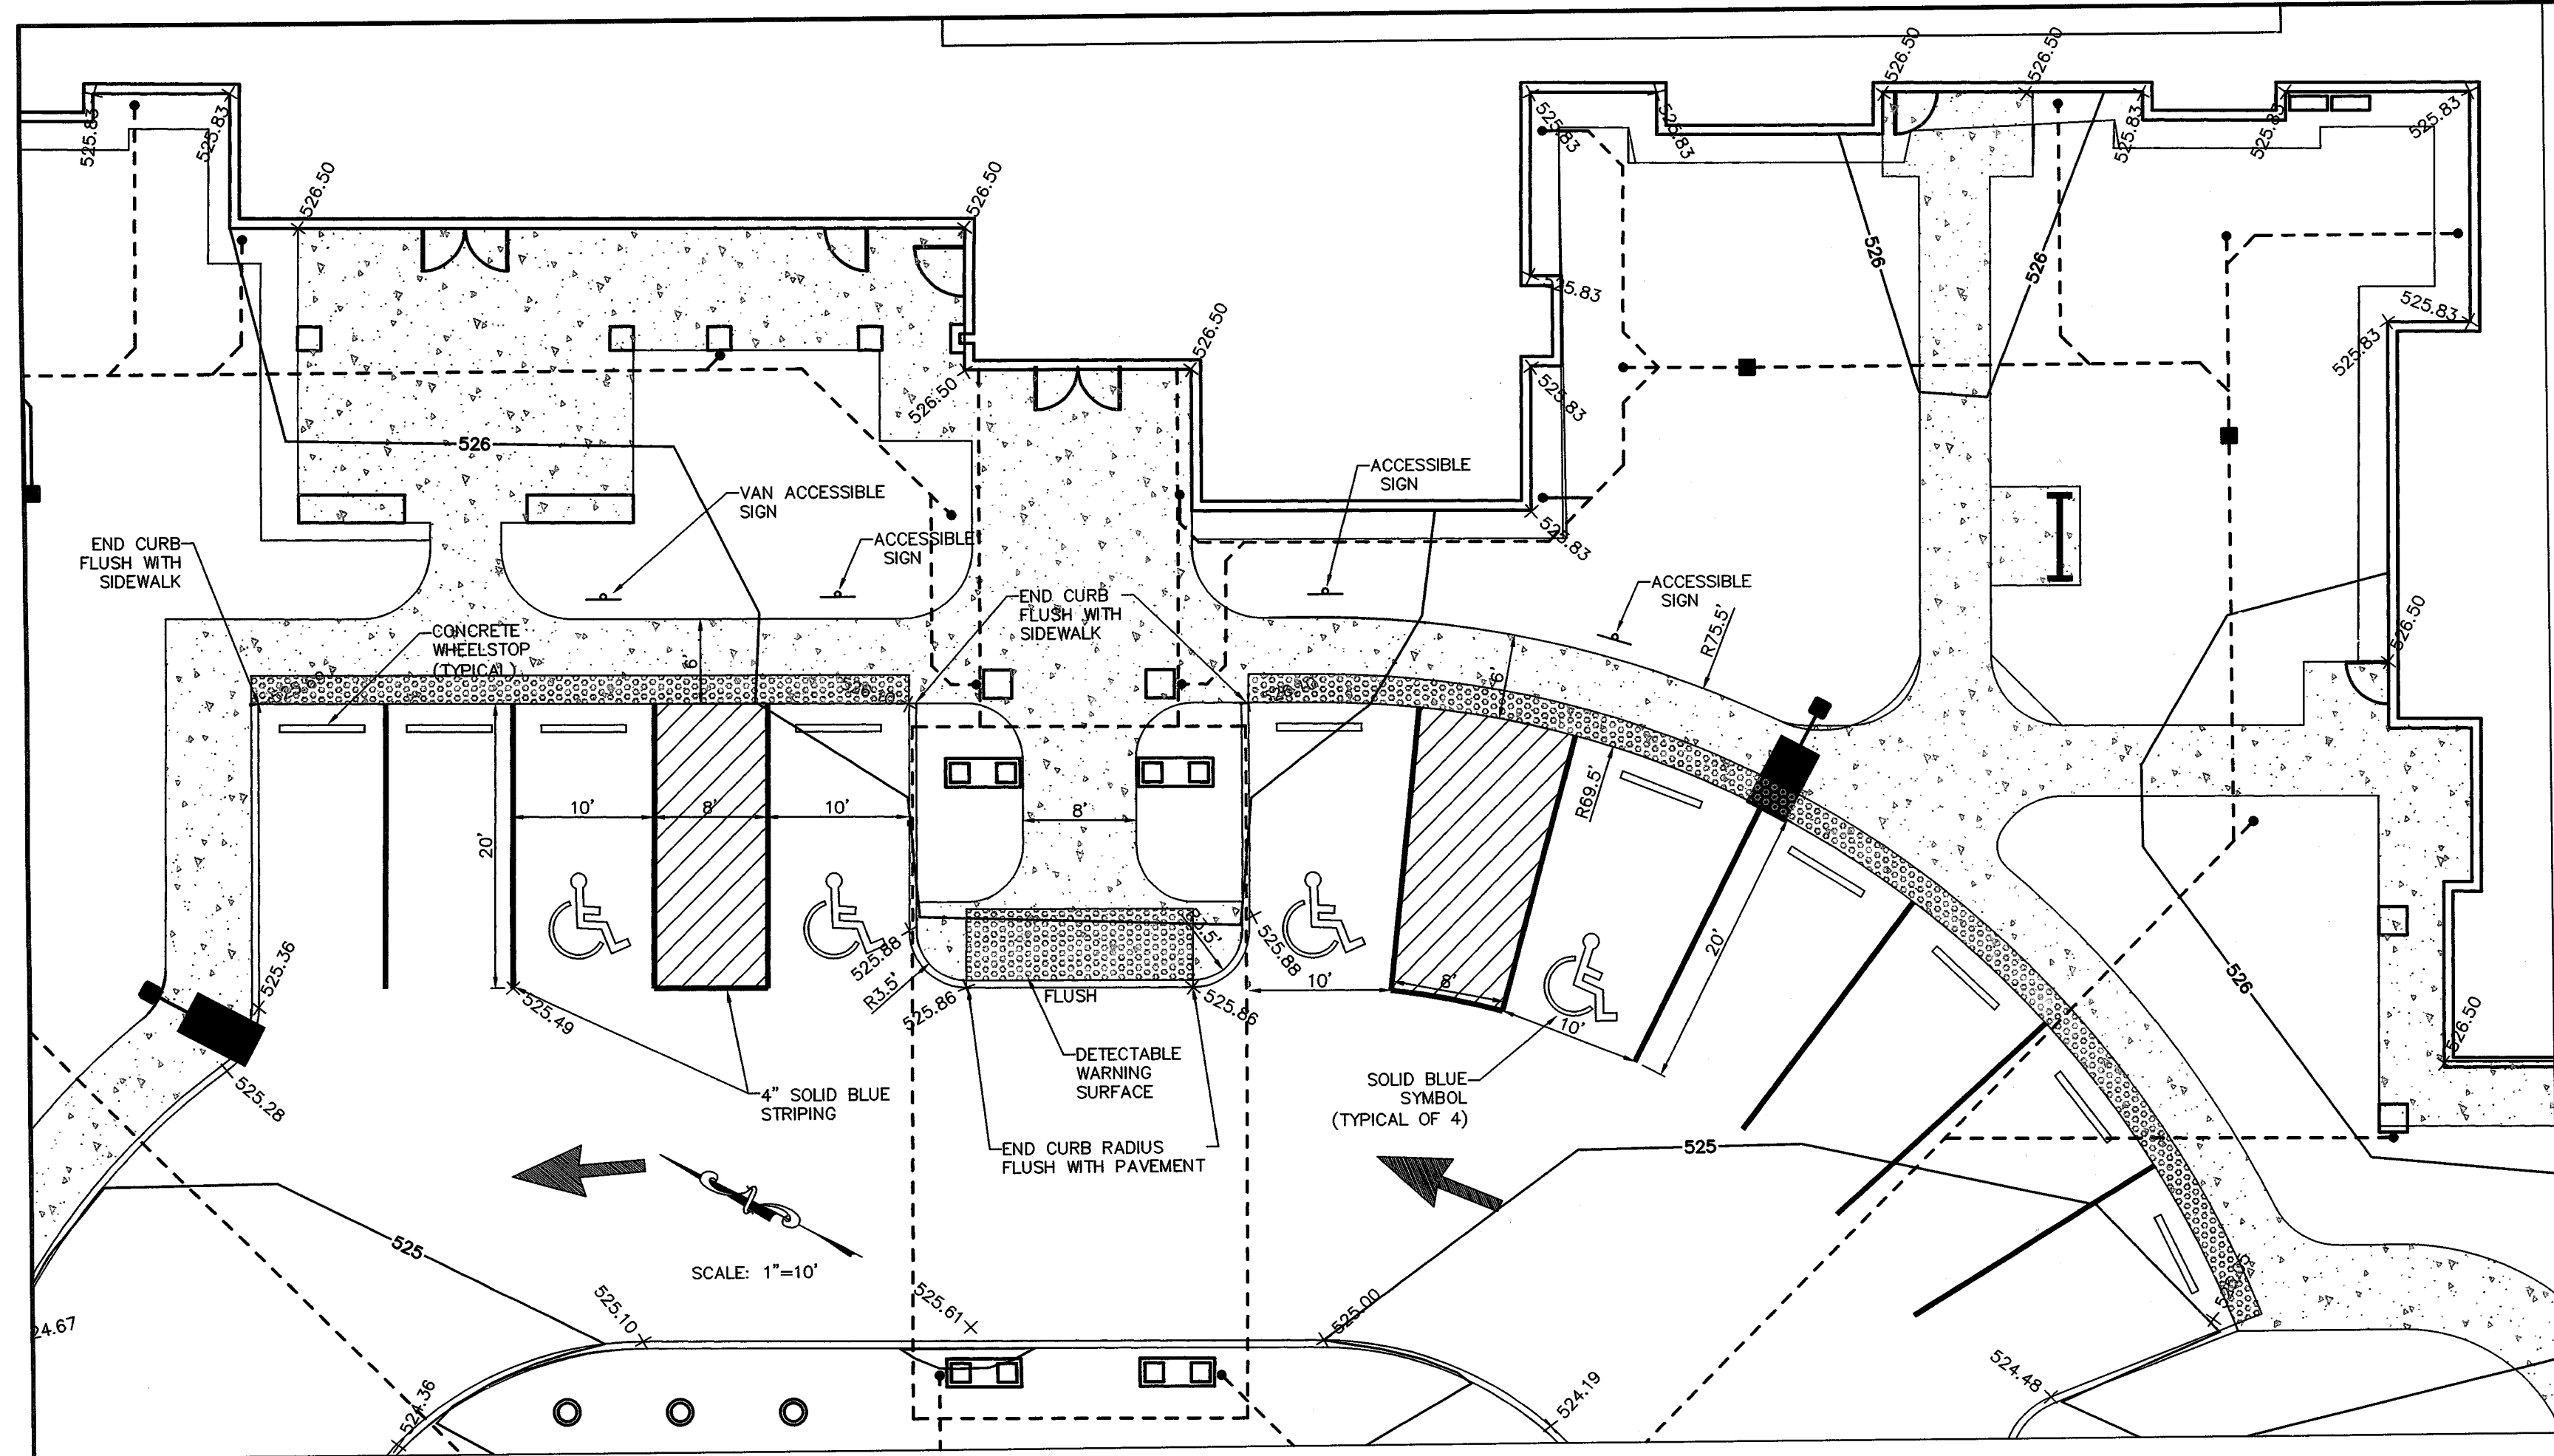 526.50
526.50
525.83
525.83
525.83
525.83
525.83
525.83
525.83
526.50
526.50
526
526
525.83
525.83
525.83
526.50
525.83
526.50
526
VAN ACCESSIBLE
SIGN
ACCESSIBLE
SIGN
ACCESSIBLE
SIGN
525.83
END CURB
FLUSH WITH
SIDEWALK
ACCESSIBLE
SIGN
END CURB
FLUSH WITH
SIDEWALK
CONCRETE
WHEELSTOP
(TYPICAL)
R75.5'
526.50
6'
6'
R69.5'
10'
8'
10'
8'
20'
20'
525.36
525.88
R3.5'
525.88
525.86
FLUSH
525.86
10'
8'
10'
526
526.50
525.49
DETECTABLE
WARNING
SURFACE
525.28
4" SOLID BLUE
STRIPING
SOLID BLUE
SYMBOL
(TYPICAL OF 4)
END CURB RADIUS
FLUSH WITH PAVEMENT
525
525
SCALE: 1"=10'
525.10
525.61
525.00
24.67
524.36
524.19
524.48